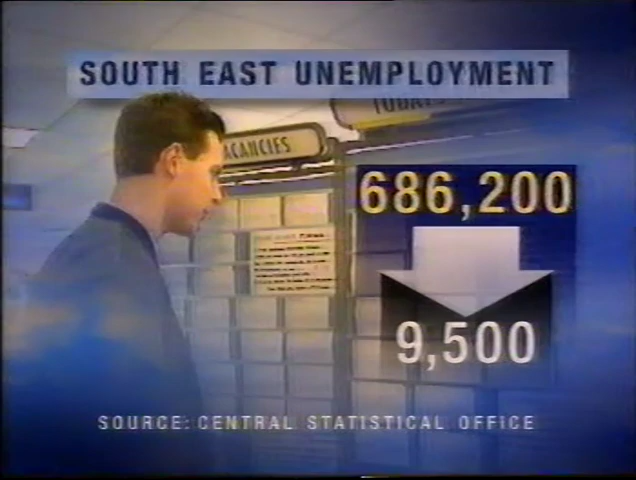 SOUTH EAST UNEMPLOYMENT
ACANCIES
686,200
9,500
SOURCE: CENTRAL STATISTICAL OFFICE